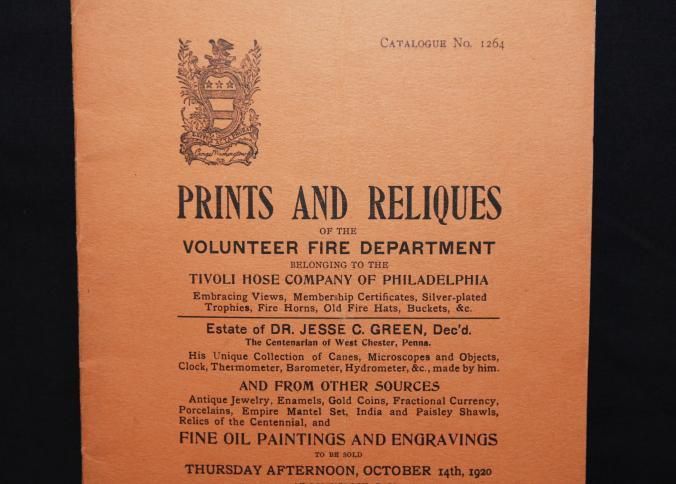 CATALOGUE NO. 1264
PRINTS AND RELIQUES
OF THE
VOLUNTEER FIRE DEPARTMENT
BELONGING TO THE
TIVOLI HOSE COMPANY OF PHILADELPHIA
Embracing Views, Membership Certificates, Silver-plated
Trophies, Fire Horns, Old Fire Hats, Buckets, &c.
Estate of DR. JESSE C. GREEN, Dec'd.
The Centenarian of West Chester, Penna.
His Unique Collection of Canes, Microscopes and Objects,
Clock, Thermometer, Barometer, Hydrometer, &c., made by him.
AND FROM OTHER SOURCES
Antique Jewelry, Enamels, Gold Coins, Fractional Currency,
Porcelains, Empire Mantel Set, India and Paisley Shawls,
Relics of the Centennial, and
FINE OIL PAINTINGS AND ENGRAVINGS
TO BE SOLD
THURSDAY AFTERNOON, OCTOBER 14th, 1920